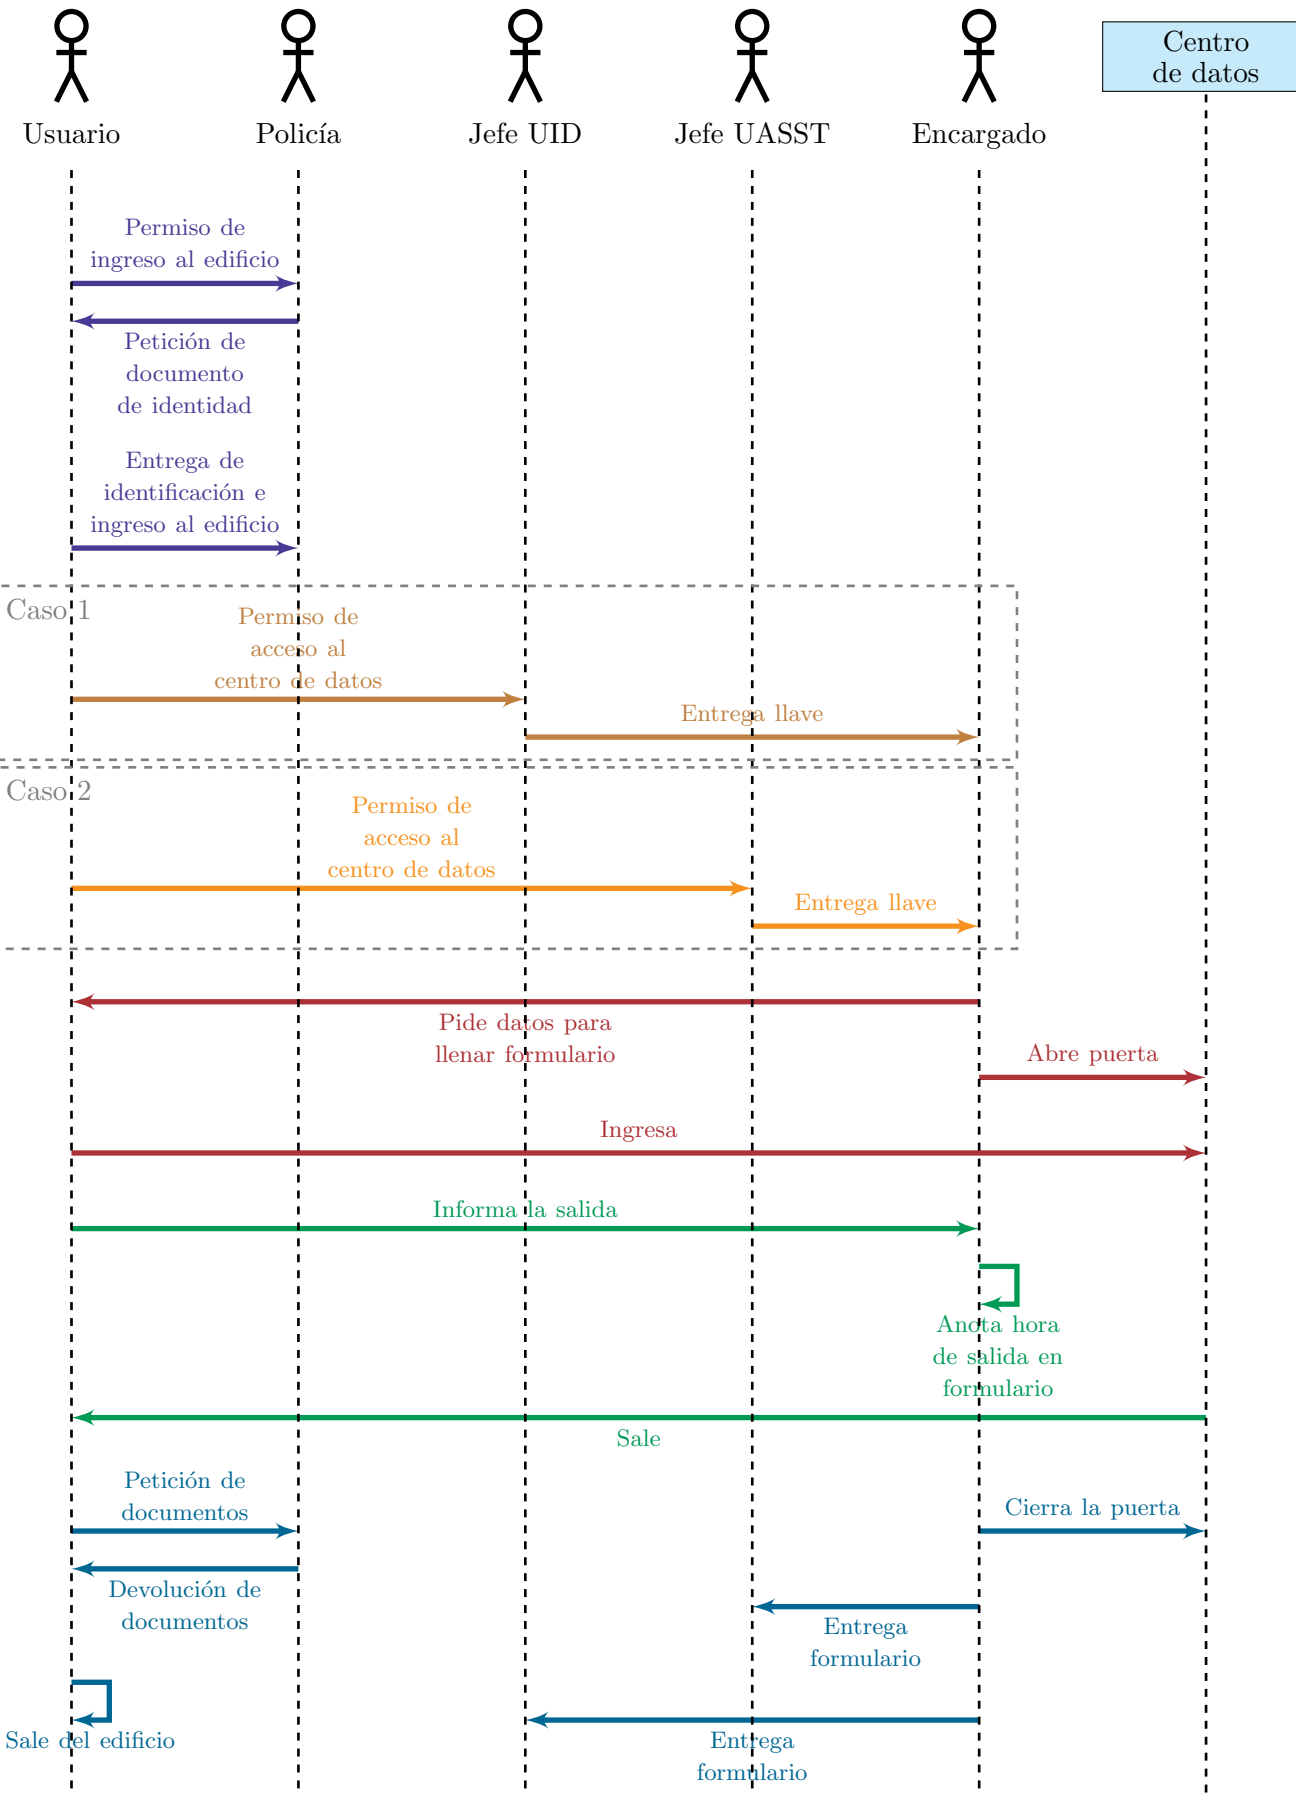 Centro
de datos
Usuario
Policía
Jefe UID
Jefe UASST
Encargado
Permiso de
ingreso al edificio
Petición de
documento
de identidad
Entrega de
identificación e
ingreso al edificio
Caso 1
Permiso de
acceso al
centro de datos
Entrega llave
Caso 2
Permiso de
acceso al
centro de datos
Entrega llave
Pide datos para
llenar formulario
Abre puerta
Ingresa
Informa la salida
Anota hora
de salida en
formulario
Sale
Petición de
documentos
Cierra la puerta
Devolución de
documentos
Entrega
formulario
Sale del edificio
Entrega
formulario